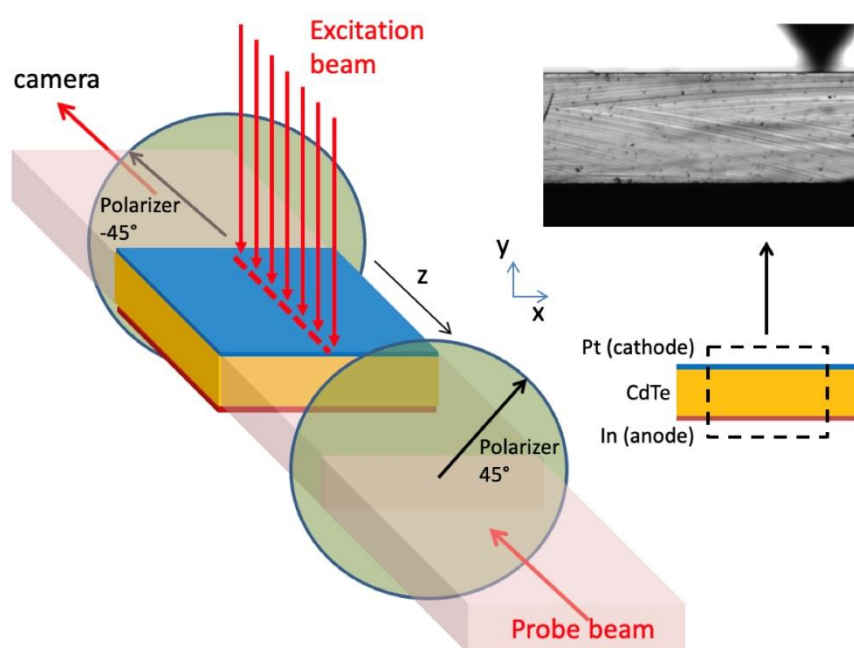 Excitation
beam
camera
Polarizer
-45°
z
y
x
Pt (cathode)
CdTe
In (anode)
Polarizer
45°
Probe beam